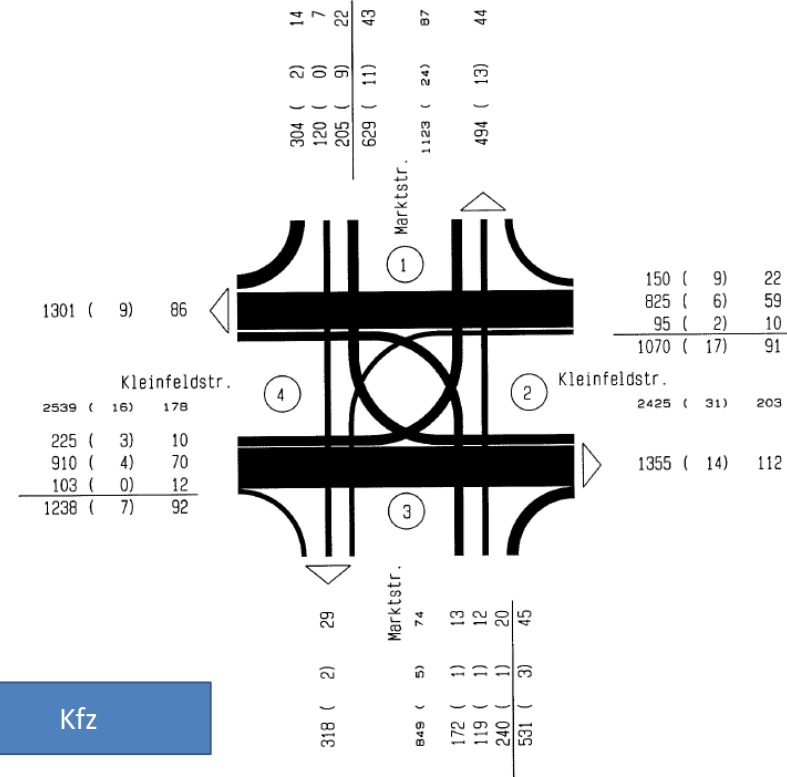 304 ( 2) 14
120 ( 0) 7
205 ( 9) 22
629 ( 11) 43
1123 ( 24) 87
494 ( 13) 44
Marktstr.
1
150 ( 9) 22
825 ( 6) 59
95 ( 2) 10
1070 ( 17) 91
1301 ( 9) 86
Kleinfeldstr.
4
2
Kleinfeldstr.
2539 ( 16) 178
2425 ( 31) 203
225 ( 3) 10
910 ( 4) 70
103 ( 0) 12
1238 ( 7) 92
1355 ( 14) 112
3
Marktstr.
318 ( 2) 29
849 ( 5) 74
172 ( 1) 13
119 ( 1) 12
240 ( 1) 20
531 ( 3) 45
Kfz